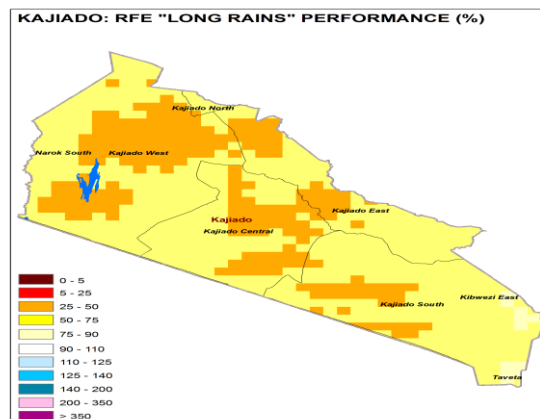 KAJIADO: RFE "LONG RAINS" PERFORMANCE (%)
Kajiado North
Narok South
Kajiado West
Kajiado East
Kajiado
Kajiado Central
Kibwezi East
Kajiado South
Taveta
0 - 5
5 - 25
25 - 50
50 - 75
75 - 90
90 - 110
110 - 125
125 - 140
140 - 200
200 - 350
> 350